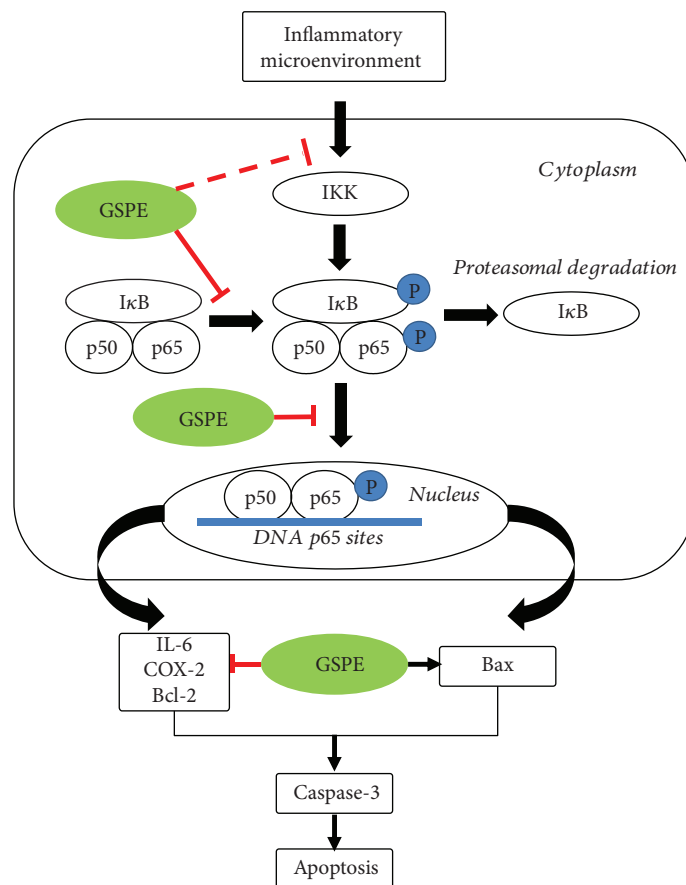 Inflammatory
microenvironment
Cytoplasm
IKK
GSPE
Proteasomal degradation
IκB
p50
p65
IκB
P
p50
p65
P
IκB
GSPE
p50
p65
P
Nucleus
DNA p65 sites
IL-6
COX-2
Bcl-2
GSPE
Bax
Caspase-3
Apoptosis